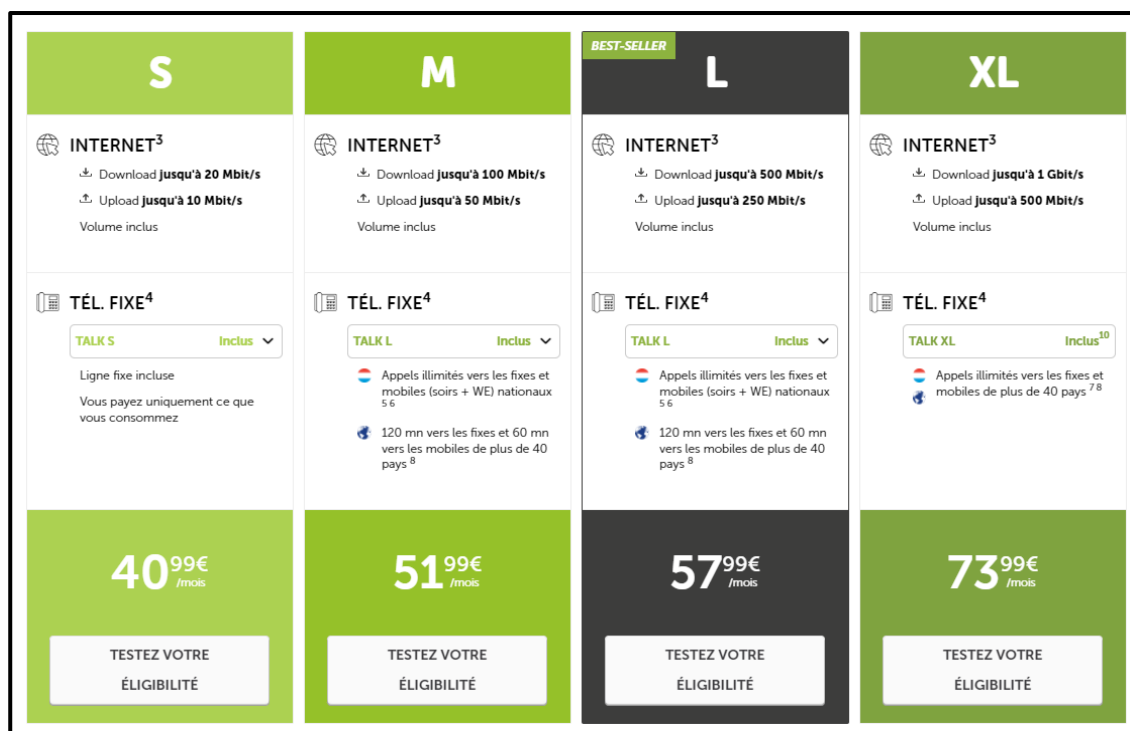 S
INTERNET³
Download jusqu'à 20 Mbit/s
Upload jusqu'à 10 Mbit/s
Volume inclus
TÉL. FIXE⁴
TALK S Inclus
Ligne fixe incluse
Vous payez uniquement ce que
vous consommez
40⁹⁹€
/mois
TESTEZ VOTRE
ÉLIGIBILITÉ
M
INTERNET³
Download jusqu'à 100 Mbit/s
Upload jusqu'à 50 Mbit/s
Volume inclus
TÉL. FIXE⁴
TALK L Inclus
Appels illimités vers les fixes et
mobiles (soirs + WE) nationaux
5 6
120 mn vers les fixes et 60 mn
vers les mobiles de plus de 40
pays ⁸
51⁹⁹€
/mois
TESTEZ VOTRE
ÉLIGIBILITÉ
BEST-SELLER
L
INTERNET³
Download jusqu'à 500 Mbit/s
Upload jusqu'à 250 Mbit/s
Volume inclus
TÉL. FIXE⁴
TALK L Inclus
Appels illimités vers les fixes et
mobiles (soirs + WE) nationaux
5 6
120 mn vers les fixes et 60 mn
vers les mobiles de plus de 40
pays ⁸
57⁹⁹€
/mois
TESTEZ VOTRE
ÉLIGIBILITÉ
XL
INTERNET³
Download jusqu'à 1 Gbit/s
Upload jusqu'à 500 Mbit/s
Volume inclus
TÉL. FIXE⁴
TALK XL Inclus¹⁰
Appels illimités vers les fixes et
mobiles de plus de 40 pays ⁷ ⁸
73⁹⁹€
/mois
TESTEZ VOTRE
ÉLIGIBILITÉ